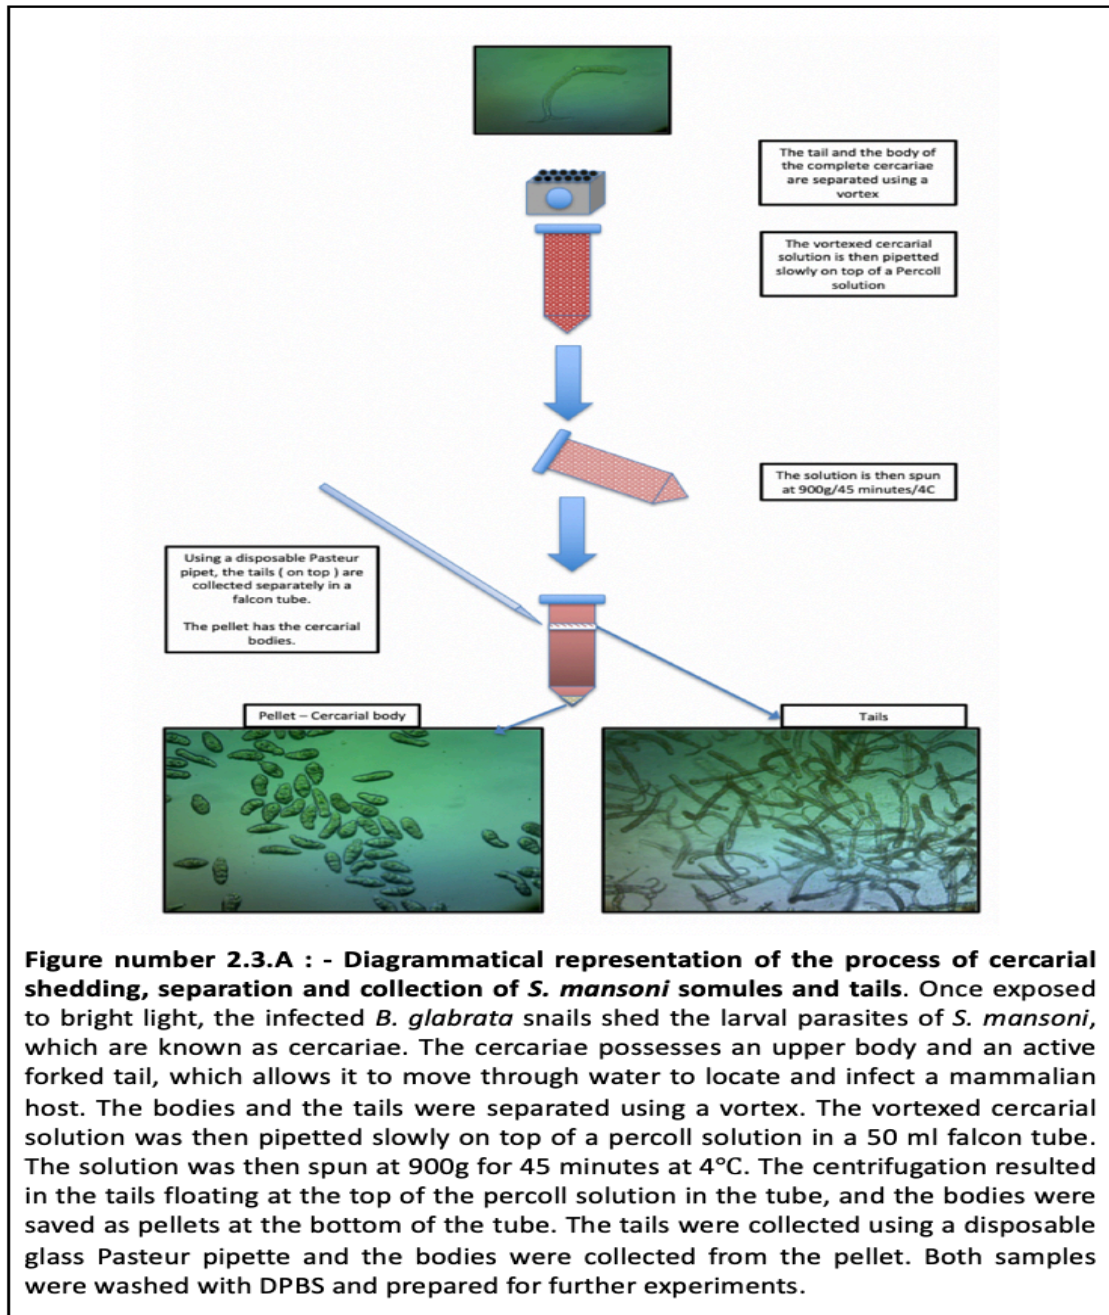 The tail and the body of
the complete cercariae
are separated using a
vortex
The vortexed cercarial
solution is then pipetted
slowly on top of a Percoll
solution
The solution is then spun
at 900g/45 minutes/4C
Using a disposable Pasteur
pipet, the tails ( on top ) are
collected separately in a
falcon tube.
The pellet has the cercarial
bodies.
Pellet – Cercarial body
Tails
Figure number 2.3.A : - Diagrammatical representation of the process of cercarial
shedding, separation and collection of S. mansoni somules and tails. Once exposed
to bright light, the infected B. glabrata snails shed the larval parasites of S. mansoni,
which are known as cercariae. The cercariae possesses an upper body and an active
forked tail, which allows it to move through water to locate and infect a mammalian
host. The bodies and the tails were separated using a vortex. The vortexed cercarial
solution was then pipetted slowly on top of a percoll solution in a 50 ml falcon tube.
The solution was then spun at 900g for 45 minutes at 4°C. The centrifugation resulted
in the tails floating at the top of the percoll solution in the tube, and the bodies were
saved as pellets at the bottom of the tube. The tails were collected using a disposable
glass Pasteur pipette and the bodies were collected from the pellet. Both samples
were washed with DPBS and prepared for further experiments.